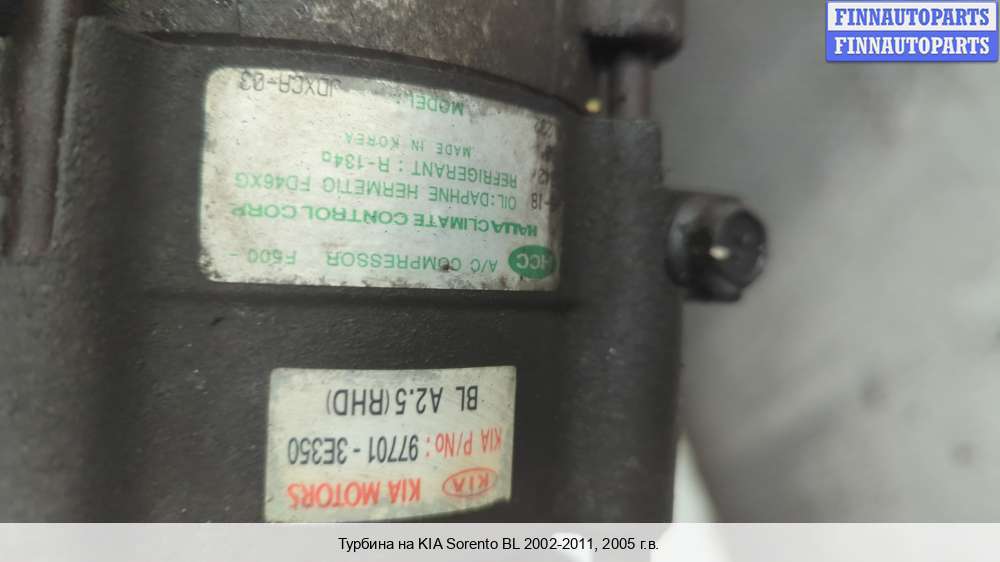 FINNAUTOPARTS
FINNAUTOPARTS
HCC A/C COMPRESSOR F500-
HALLA CLIMATE CONTROL CORP
OIL:DAPHNE HERMETIC FD46XG
REFRIGERANT : R-134a
MADE IN KOREA
MODEL: JDXCA-03
KIA KIA MOTORS
KIA P/No : 97701-3E350
BL A2.5(RHD)
Турбина на KIA Sorento BL 2002-2011, 2005 г.в.